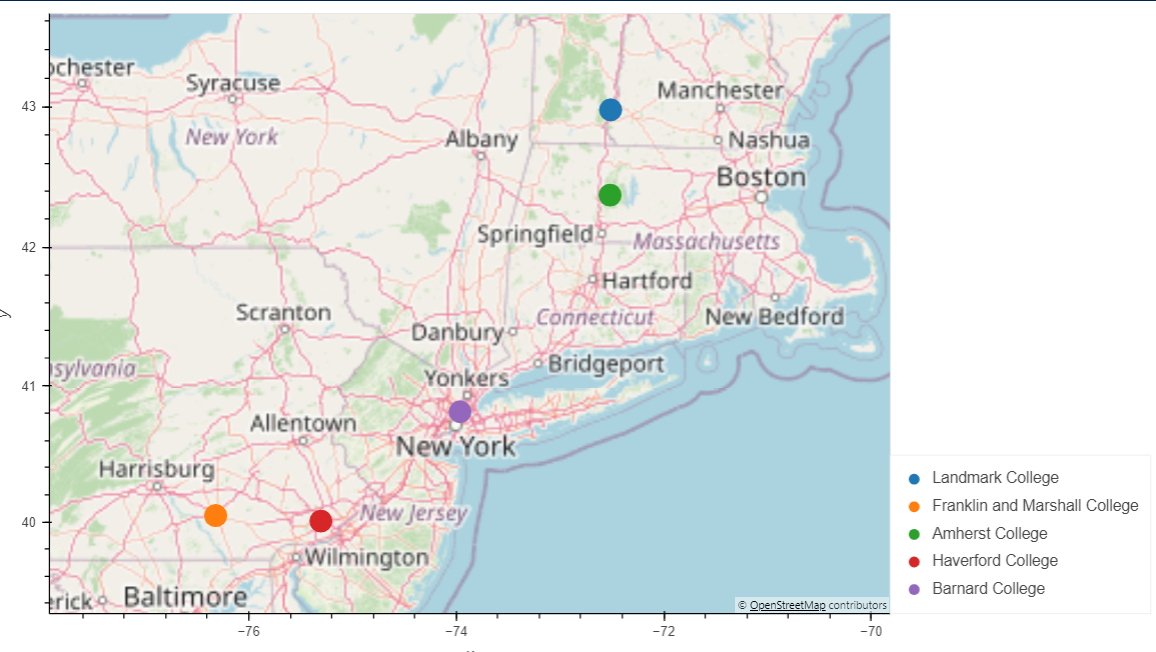 ochester
Syracuse
Manchester
43
New York
Albany
Nashua
Boston
Springfield
Massachusetts
42
Hartford
Scranton
Connecticut
New Bedford
y
Danbury
sylvania
Bridgeport
41
Yonkers
Allentown
New York
Harrisburg
40
New Jersey
Wilmington
erick
Baltimore
© OpenStreetMap contributors
−76
−74
−72
−70
Landmark College
Franklin and Marshall College
Amherst College
Haverford College
Barnard College